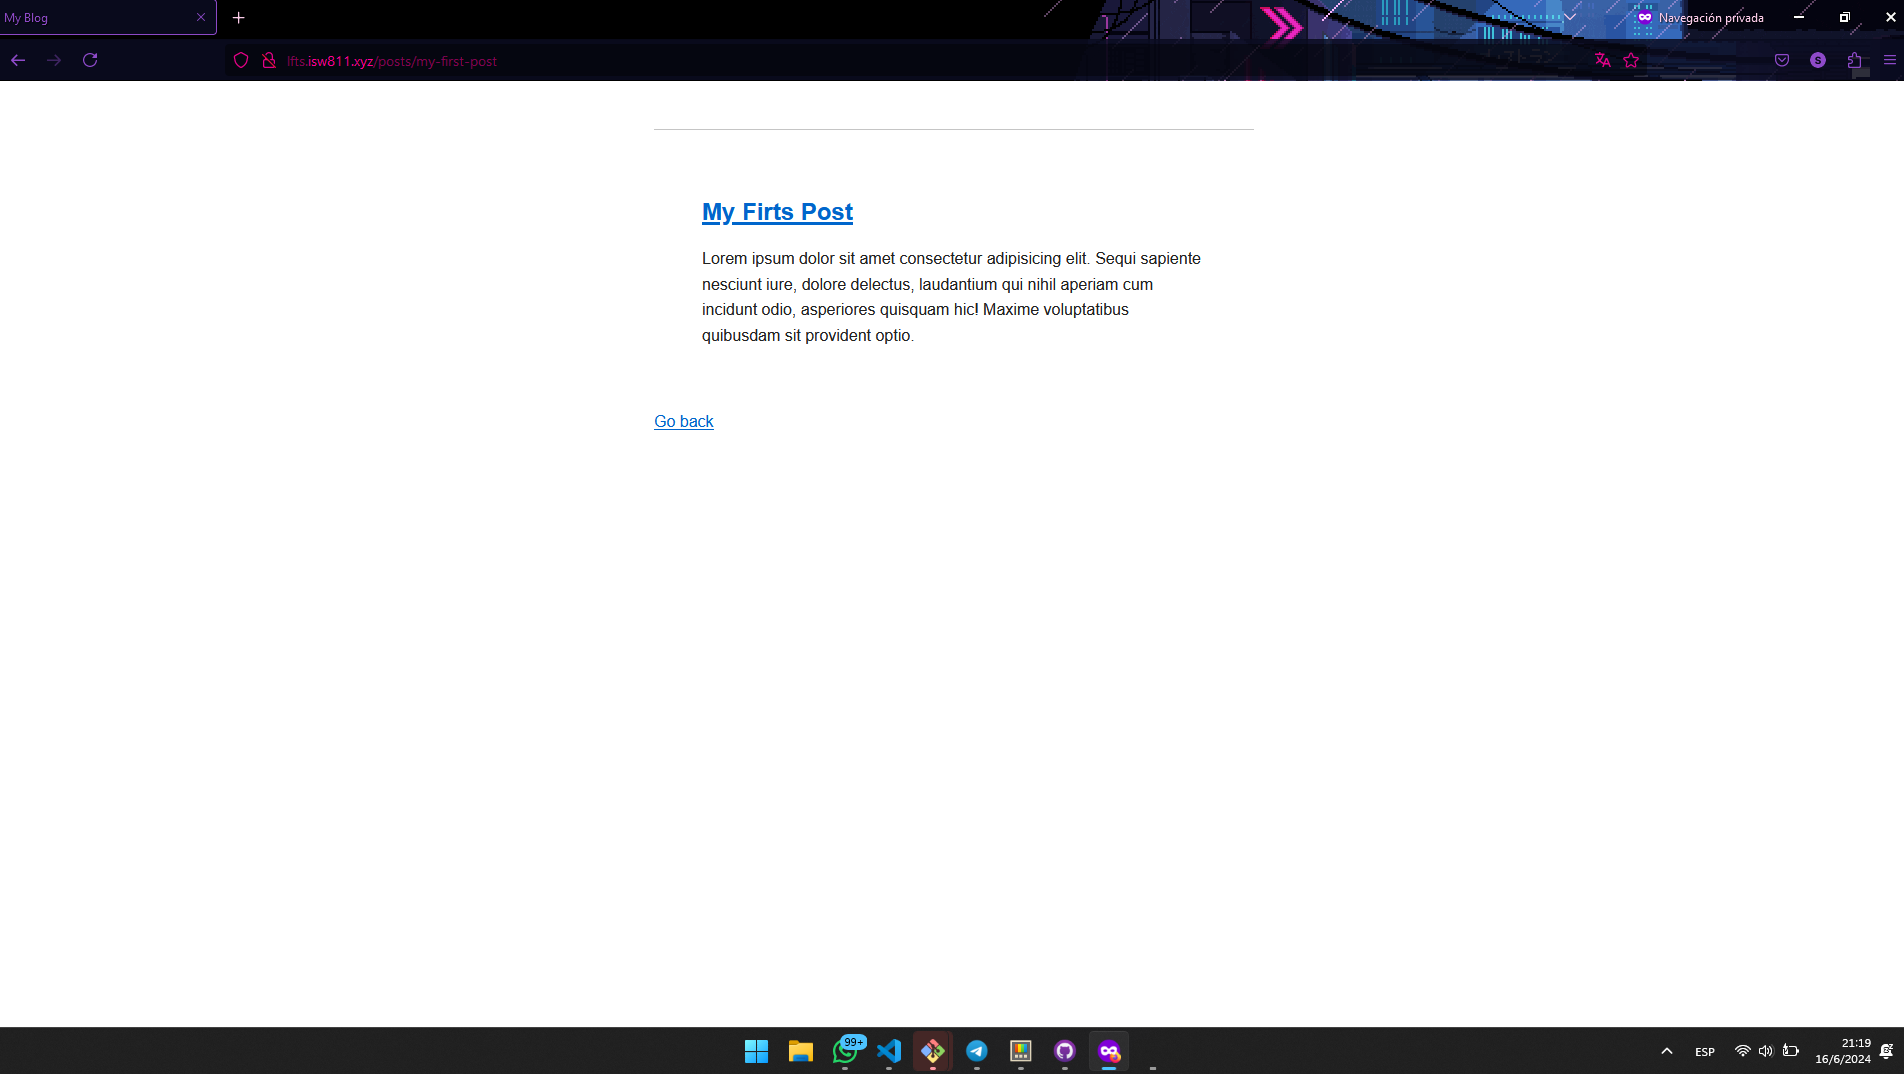 My Blog
Navegación privada
lfts.isw811.xyz/posts/my-first-post
S
My Firts Post
Lorem ipsum dolor sit amet consectetur adipisicing elit. Sequi sapiente
nesciunt iure, dolore delectus, laudantium qui nihil aperiam cum
incidunt odio, asperiores quisquam hic! Maxime voluptatibus
quibusdam sit provident optio.
Go back
99+
ESP
21:19
16/6/2024